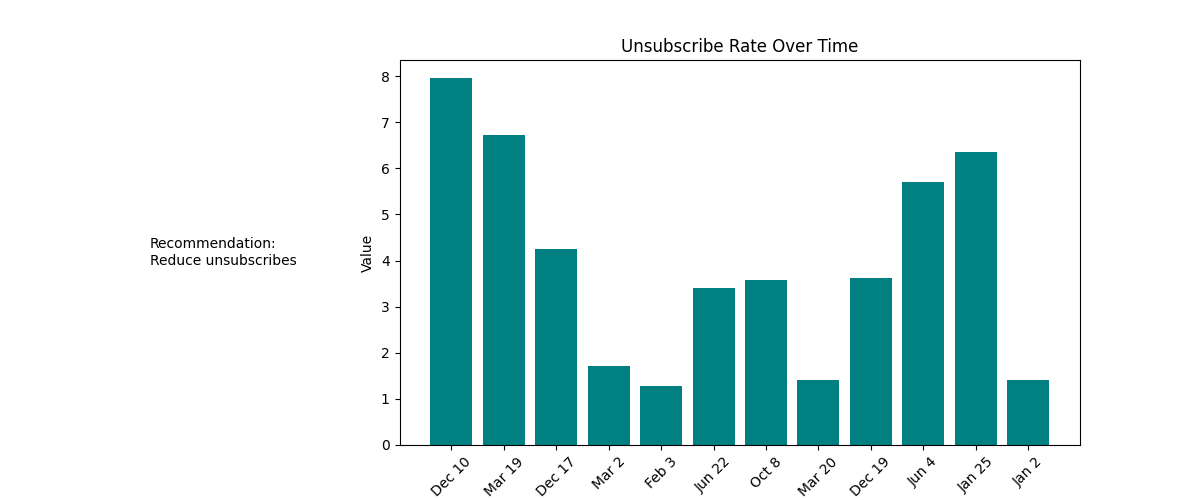 Unsubscribe Rate Over Time
Recommendation:
Reduce unsubscribes
Value
8
7
6
5
4
3
2
1
0
Dec 10
Mar 19
Dec 17
Mar 2
Feb 3
Jun 22
Oct 8
Mar 20
Dec 19
Jun 4
Jan 25
Jan 2